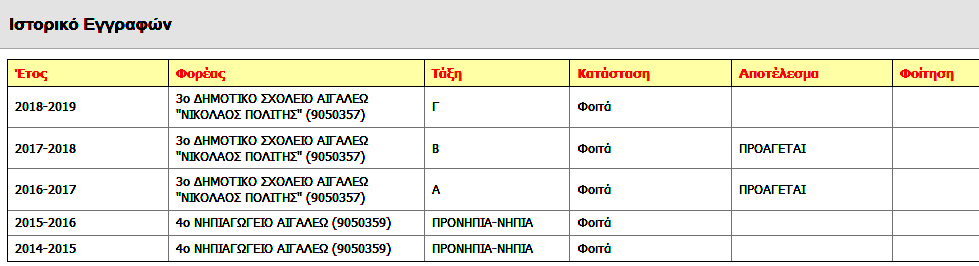 Ιστορικό Εγγραφών
Έτος Φορέας Τάξη Κατάσταση Αποτέλεσμα Φοίτηση
2018-2019 3ο ΔΗΜΟΤΙΚΟ ΣΧΟΛΕΙΟ ΑΙΓΑΛΕΩ "ΝΙΚΟΛΑΟΣ ΠΟΛΙΤΗΣ" (9050357) Γ Φοιτά
2017-2018 3ο ΔΗΜΟΤΙΚΟ ΣΧΟΛΕΙΟ ΑΙΓΑΛΕΩ "ΝΙΚΟΛΑΟΣ ΠΟΛΙΤΗΣ" (9050357) Β Φοιτά ΠΡΟΑΓΕΤΑΙ
2016-2017 3ο ΔΗΜΟΤΙΚΟ ΣΧΟΛΕΙΟ ΑΙΓΑΛΕΩ "ΝΙΚΟΛΑΟΣ ΠΟΛΙΤΗΣ" (9050357) Α Φοιτά ΠΡΟΑΓΕΤΑΙ
2015-2016 4ο ΝΗΠΙΑΓΩΓΕΙΟ ΑΙΓΑΛΕΩ (9050359) ΠΡΟΝΗΠΙΑ-ΝΗΠΙΑ Φοιτά
2014-2015 4ο ΝΗΠΙΑΓΩΓΕΙΟ ΑΙΓΑΛΕΩ (9050359) ΠΡΟΝΗΠΙΑ-ΝΗΠΙΑ Φοιτά